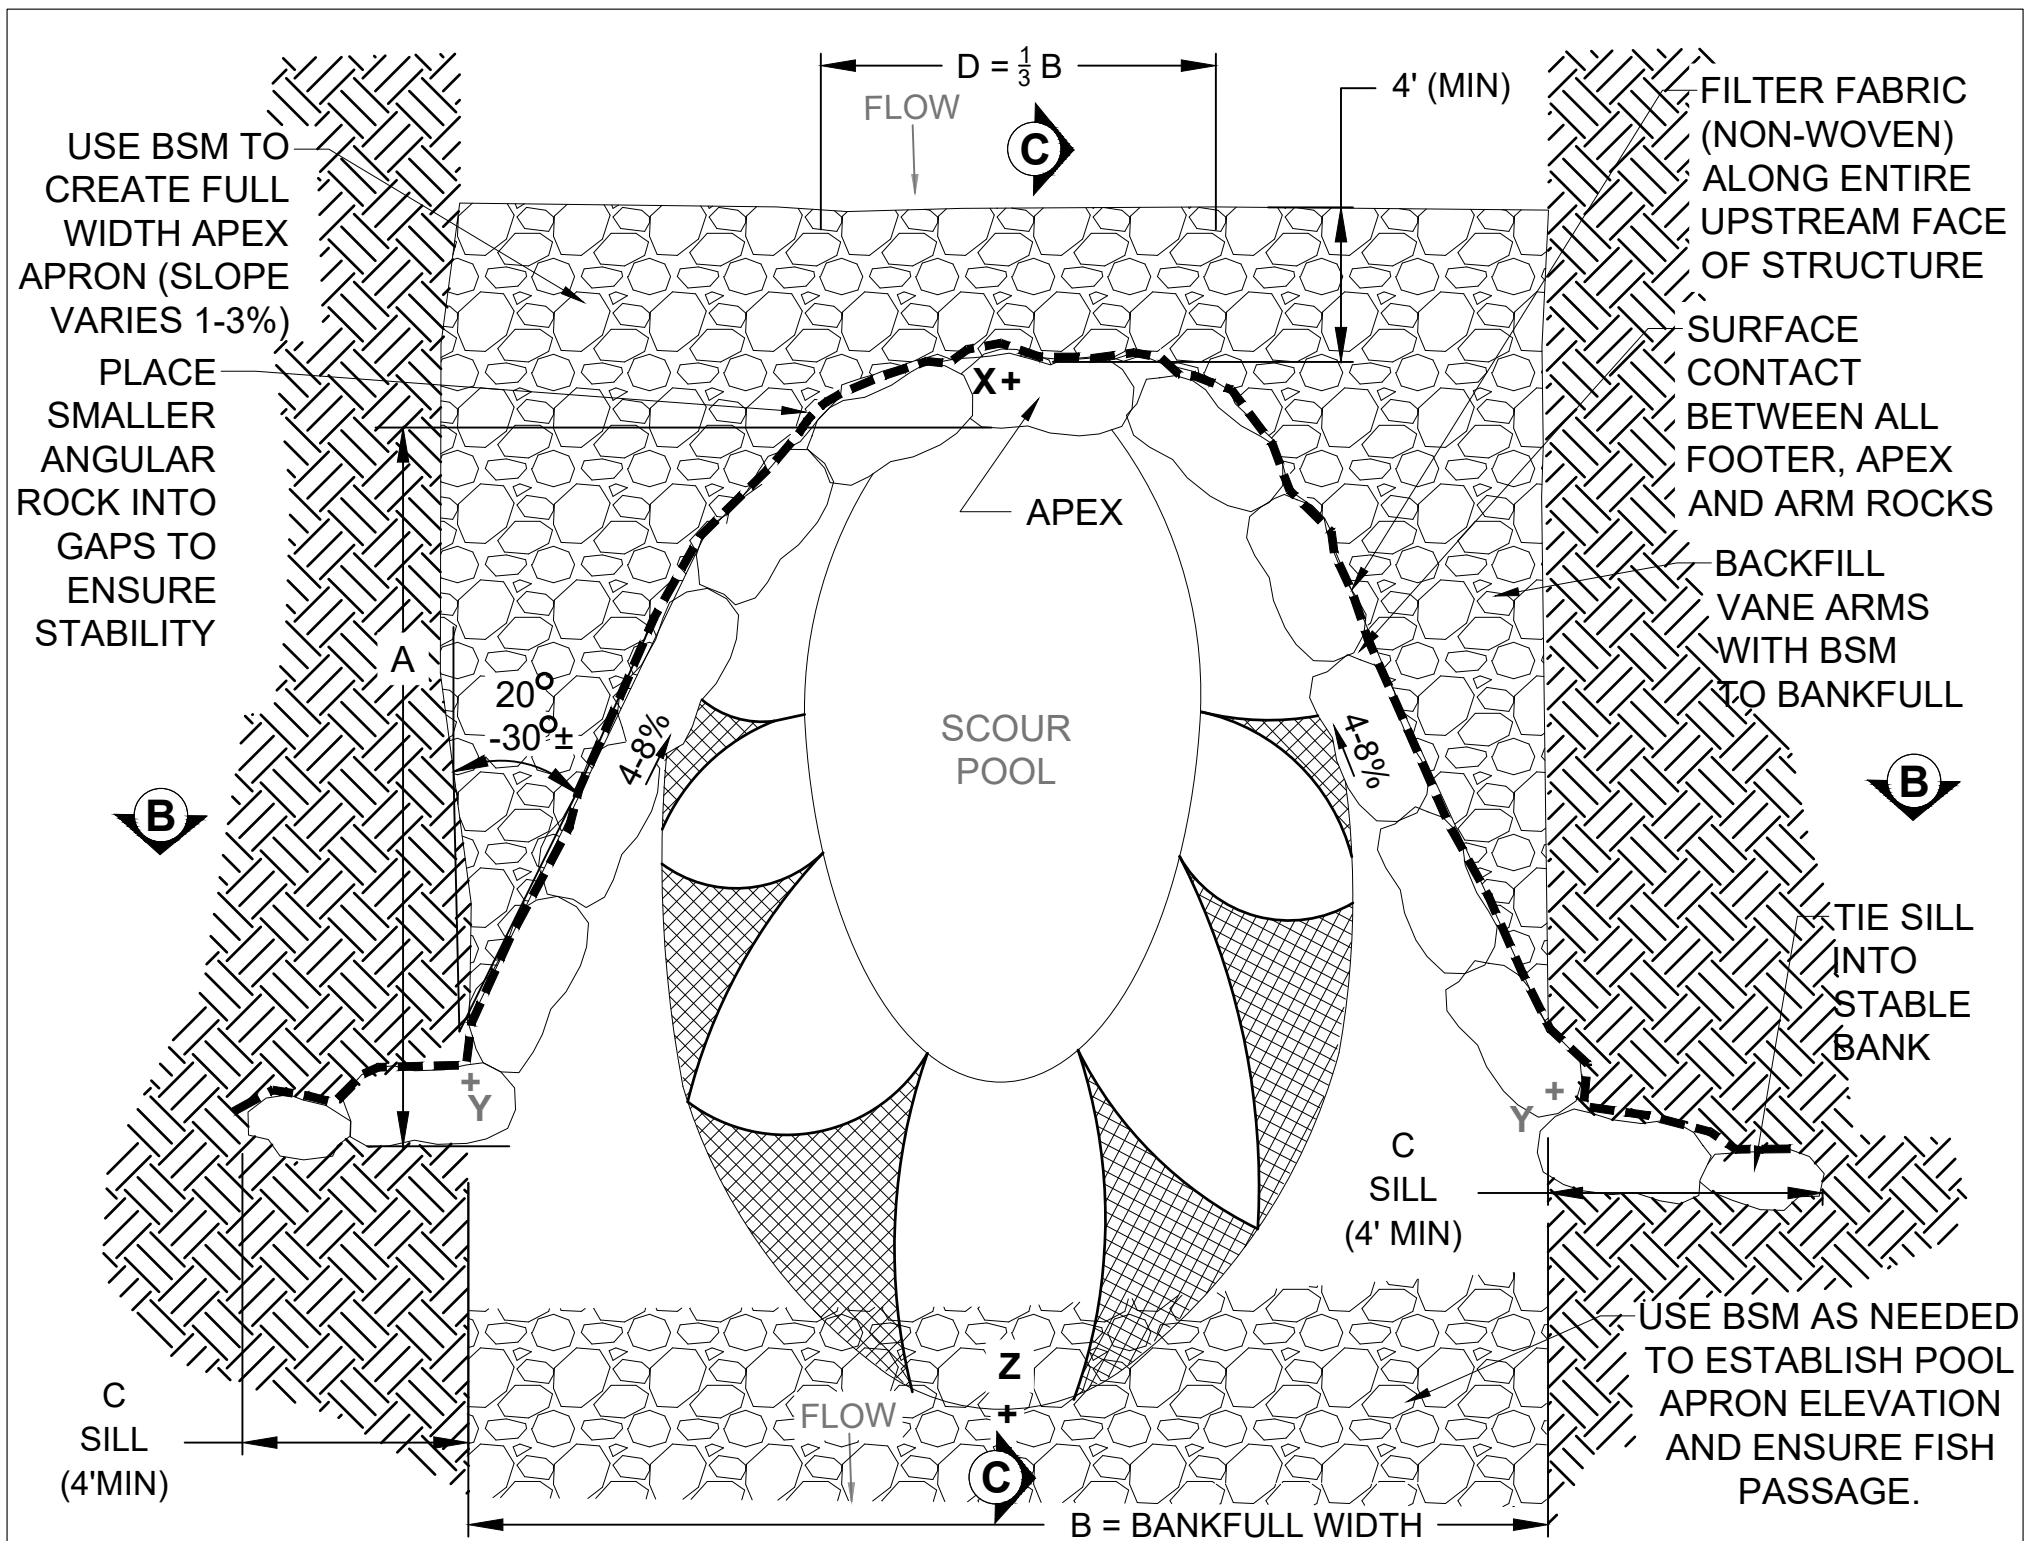 D = 1/3 B
4' (MIN)
FLOW
C
USE BSM TO
CREATE FULL
WIDTH APEX
APRON (SLOPE
VARIES 1-3%)
FILTER FABRIC
(NON-WOVEN)
ALONG ENTIRE
UPSTREAM FACE
OF STRUCTURE
PLACE
SMALLER
ANGULAR
ROCK INTO
GAPS TO
ENSURE
STABILITY
SURFACE
CONTACT
BETWEEN ALL
FOOTER, APEX
AND ARM ROCKS
X+
APEX
BACKFILL
VANE ARMS
WITH BSM
TO BANKFULL
A
20°
-30°±
4-8%
SCOUR
POOL
4-8%
B
B
TIE SILL
INTO
STABLE
BANK
+
Y
+
Y
C
SILL
(4' MIN)
USE BSM AS NEEDED
TO ESTABLISH POOL
APRON ELEVATION
AND ENSURE FISH
PASSAGE.
C
SILL
(4'MIN)
Z
+
FLOW
C
B = BANKFULL WIDTH